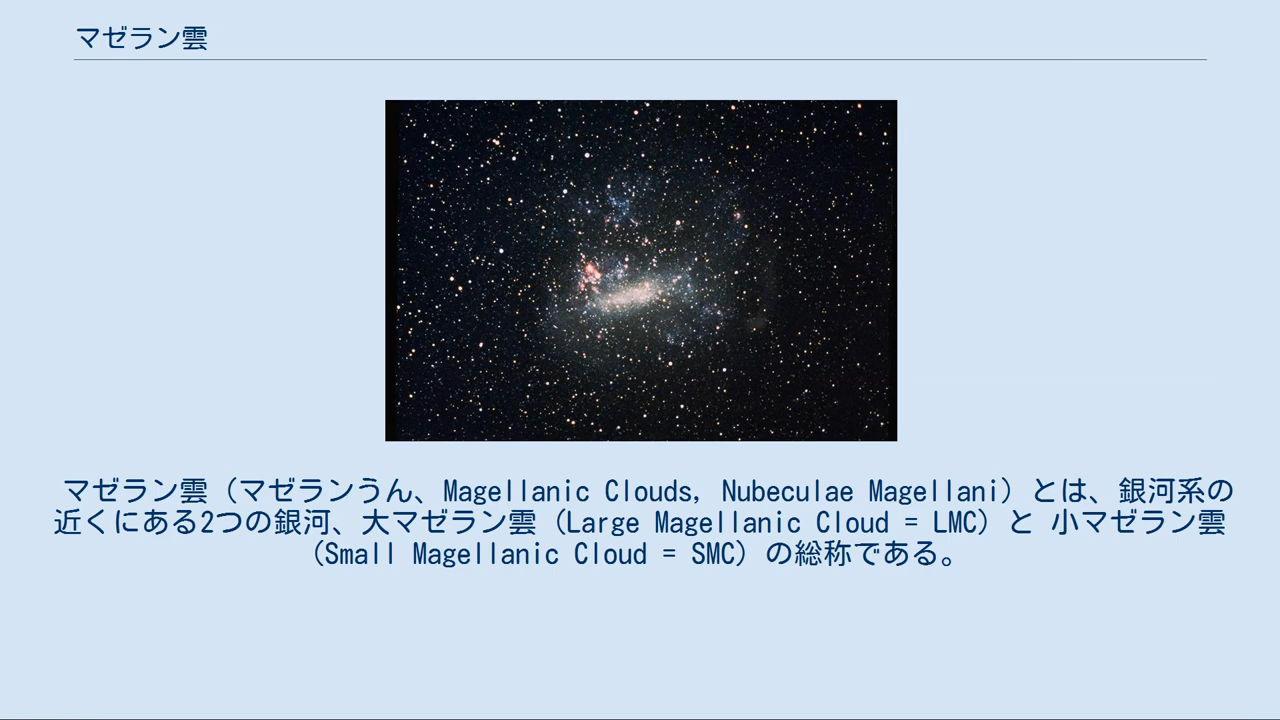 マゼラン雲
マゼラン雲（マゼランうん、Magellanic Clouds, Nubeculae Magellani）とは、銀河系の
近くにある2つの銀河、大マゼラン雲（Large Magellanic Cloud = LMC）と 小マゼラン雲
（Small Magellanic Cloud = SMC）の総称である。